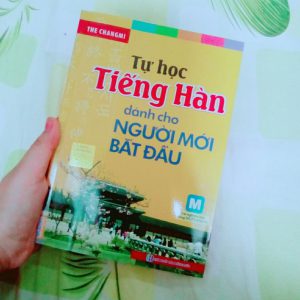 THE CHANGMI
Tự học
Tiếng Hàn
dành cho
NGƯỜI MỚI
BẮT ĐẦU
M